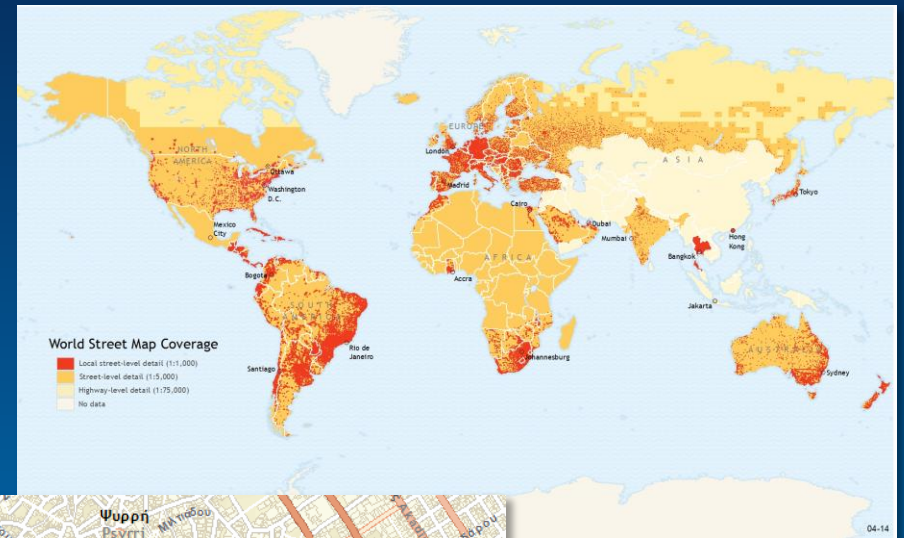 EUROPE
NORTH
AMERICA
London
ASIA
Ottawa
Washington
D.C.
Madrid
Tokyo
Cairo
Mexico
City
Dubai
Mumbai
Hong
Kong
AFRICA
Bangkok
Bogota
Accra
SOUTH
Jakarta
World Street Map Coverage
Rio de
Janeiro
Johannesburg
AUSTRALIA
Local street-level detail (1:1,000)
Santiago
Sydney
Street-level detail (1:5,000)
Highway-level detail (1:75,000)
No data
Ψυρρή
Psyrri
04-14